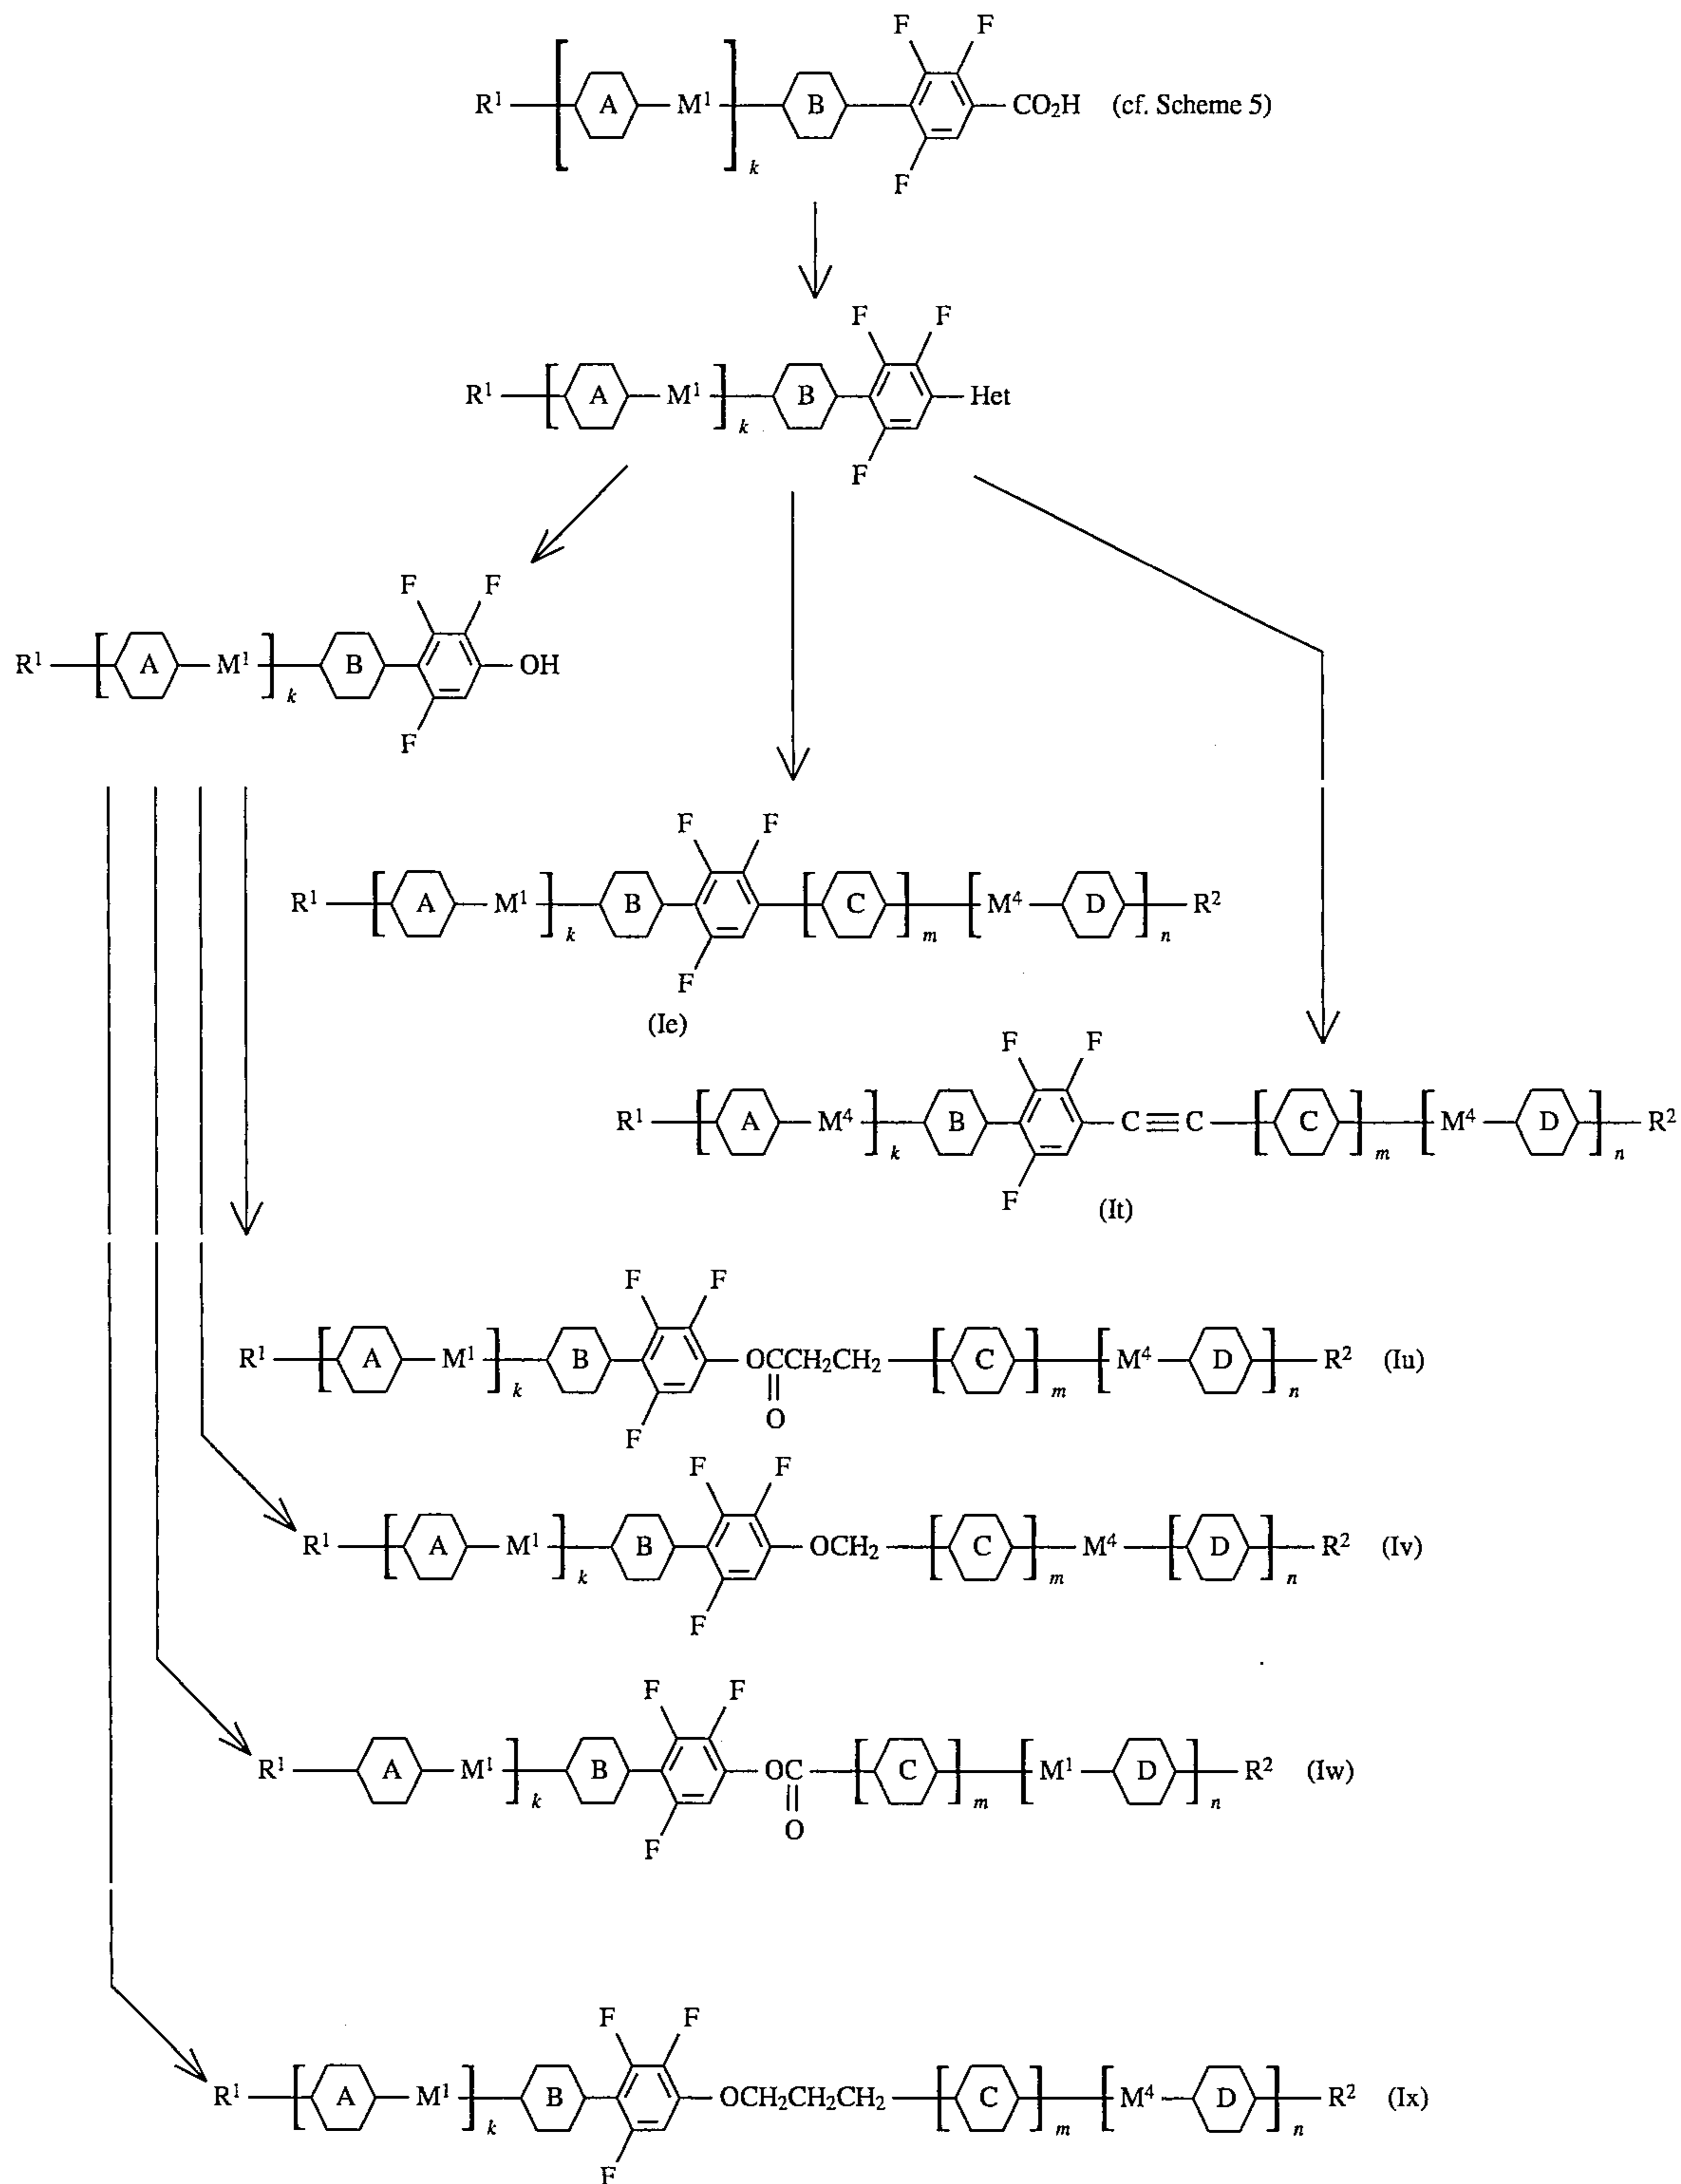 F F
R¹ [ A M¹ ]k B CO₂H (cf. Scheme 5)
F
F F
R¹ [ A M¹ ]k B Het
F
F F
R¹ [ A M¹ ]k B OH
F
F F
R¹ [ A M¹ ]k B [ C ]m [ M⁴ D ]n R²
F
(Ie)
F F
R¹ [ A M⁴ ]k B C≡C [ C ]m [ M⁴ D ]n R²
F
(It)
F F
R¹ [ A M¹ ]k B OCCH₂CH₂ [ C ]m [ M⁴ D ]n R² (Iu)
O
F
F F
R¹ [ A M¹ ]k B OCH₂ [ C ]m M⁴ [ D ]n R² (Iv)
F
F F
R¹ A M¹ ]k B OC [ C ]m [ M¹ D ]n R² (Iw)
O
F
F F
R¹ [ A M¹ ]k B OCH₂CH₂CH₂ [ C ]m [ M⁴ D ]n R² (Ix)
F